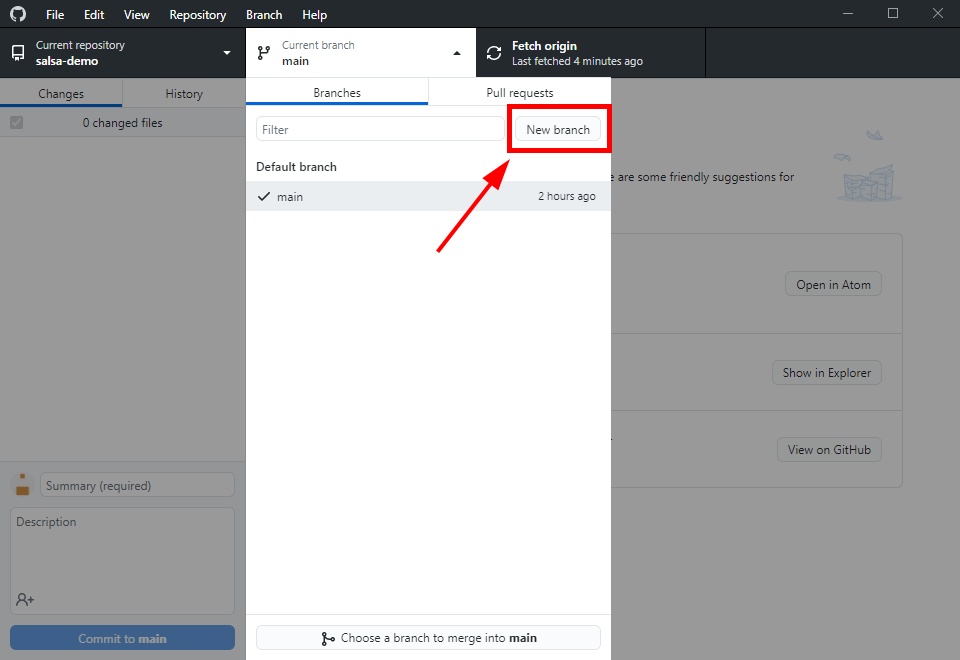 File Edit View Repository Branch Help
Current repository
salsa-demo
Current branch
main
Fetch origin
Last fetched 4 minutes ago
Changes History
0 changed files
Branches Pull requests
Filter
New branch
Default branch
main 2 hours ago
are some friendly suggestions for
Open in Atom
Show in Explorer
View on GitHub
Summary (required)
Description
Commit to main
Choose a branch to merge into main